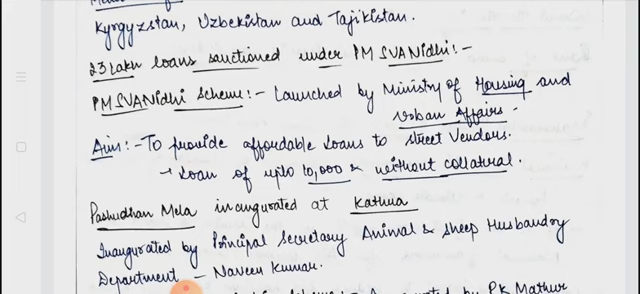 Kyrgyzstan, Uzbekistan and Tajikistan.
23 Lakh loans sanctioned under PM SVANidhi:-
PM SVANidhi Scheme:- Launched by Ministry of Housing and
Urban Affairs.
Aim:- To provide affordable loans to street Vendors.
→ Loan of upto 10,000 & without collateral.
Pashudhan Mela inaugurated at Kathua
Inaugurated by Principal Secretary Animal & Sheep Husbandry
Department - Naveen Kumar.
by PK Mathur